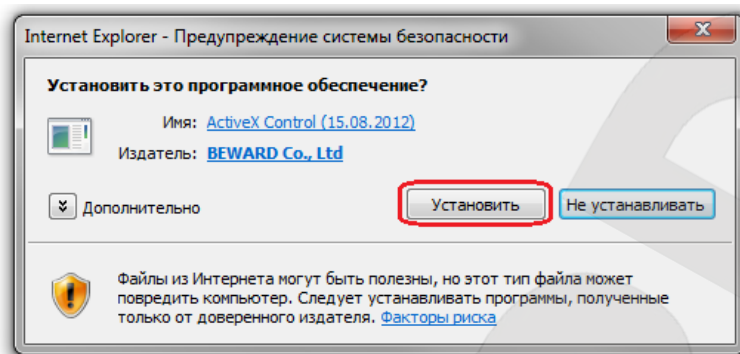 Internet Explorer - Предупреждение системы безопасности
Установить это программное обеспечение?
Имя: ActiveX Control (15.08.2012)
Издатель: BEWARD Co., Ltd
Дополнительно
Установить
Не устанавливать
Файлы из Интернета могут быть полезны, но этот тип файла может
повредить компьютер. Следует устанавливать программы, полученные
только от доверенного издателя. Факторы риска